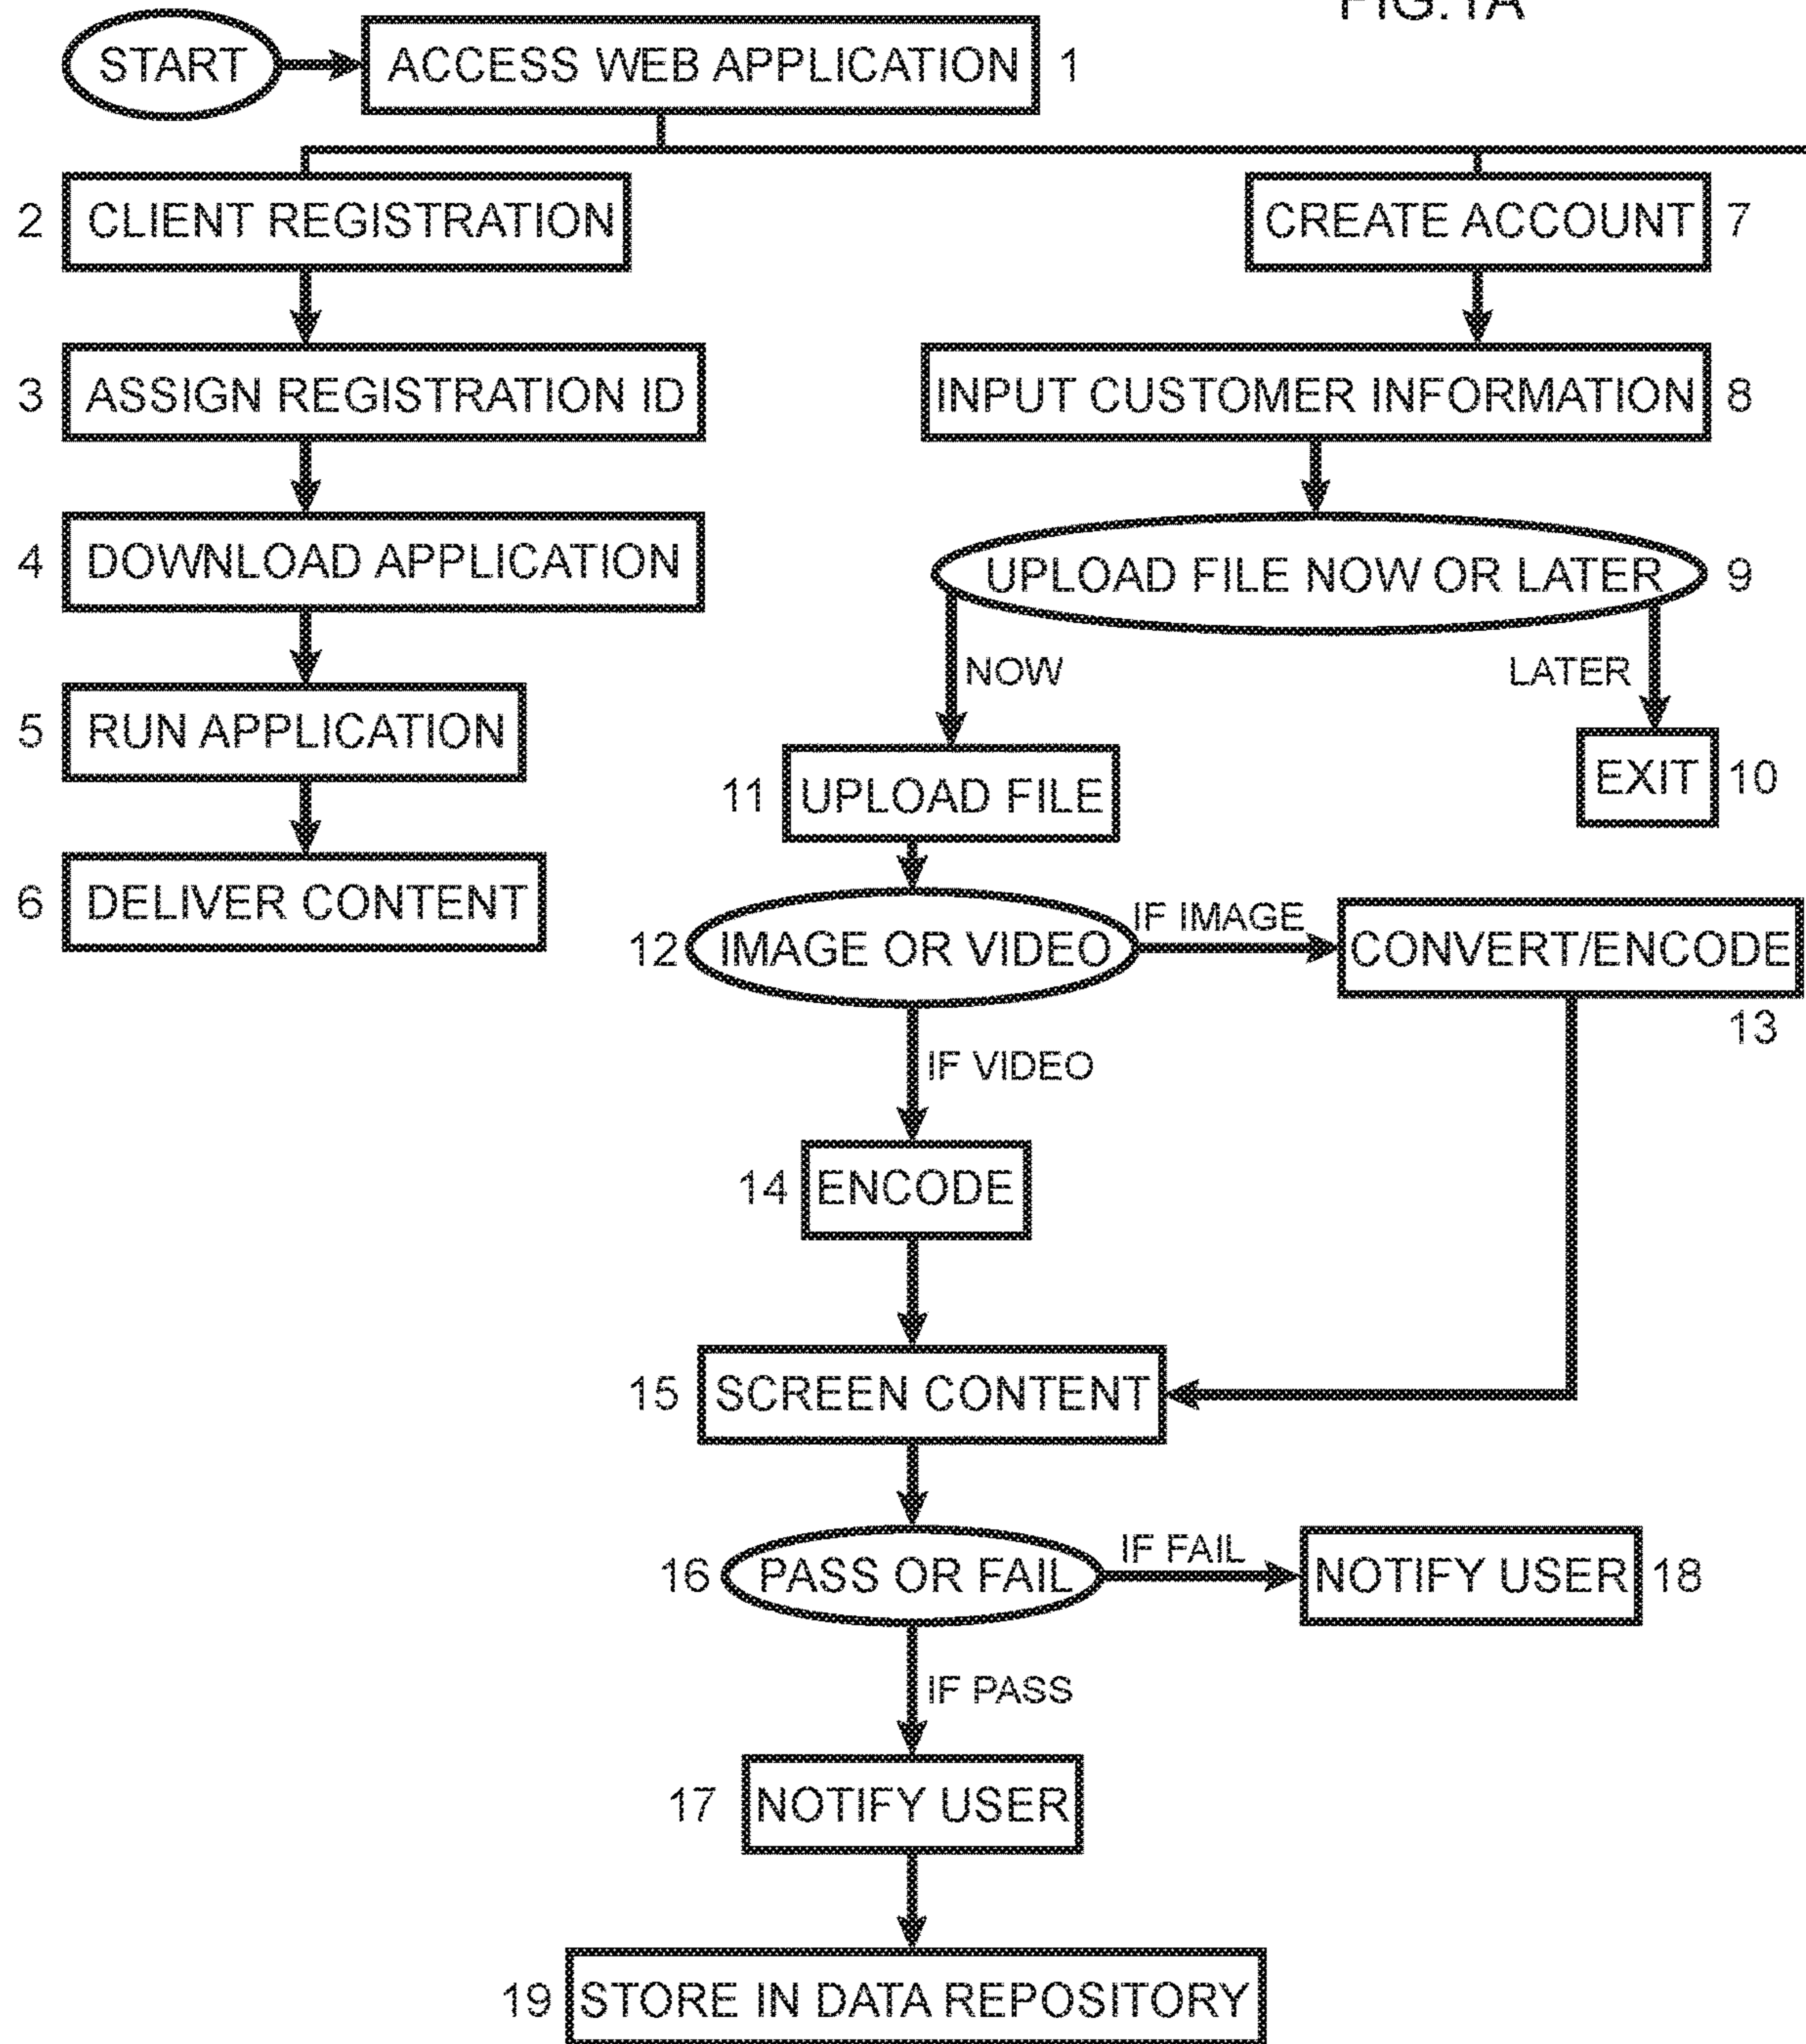 FIG.1A
START
ACCESS WEB APPLICATION 1
2 CLIENT REGISTRATION
CREATE ACCOUNT 7
3 ASSIGN REGISTRATION ID
INPUT CUSTOMER INFORMATION 8
4 DOWNLOAD APPLICATION
UPLOAD FILE NOW OR LATER 9
NOW
LATER
5 RUN APPLICATION
11 UPLOAD FILE
EXIT 10
6 DELIVER CONTENT
12 IMAGE OR VIDEO
IF IMAGE
CONVERT/ENCODE
13
IF VIDEO
14 ENCODE
15 SCREEN CONTENT
16 PASS OR FAIL
IF FAIL
NOTIFY USER 18
IF PASS
17 NOTIFY USER
19 STORE IN DATA REPOSITORY